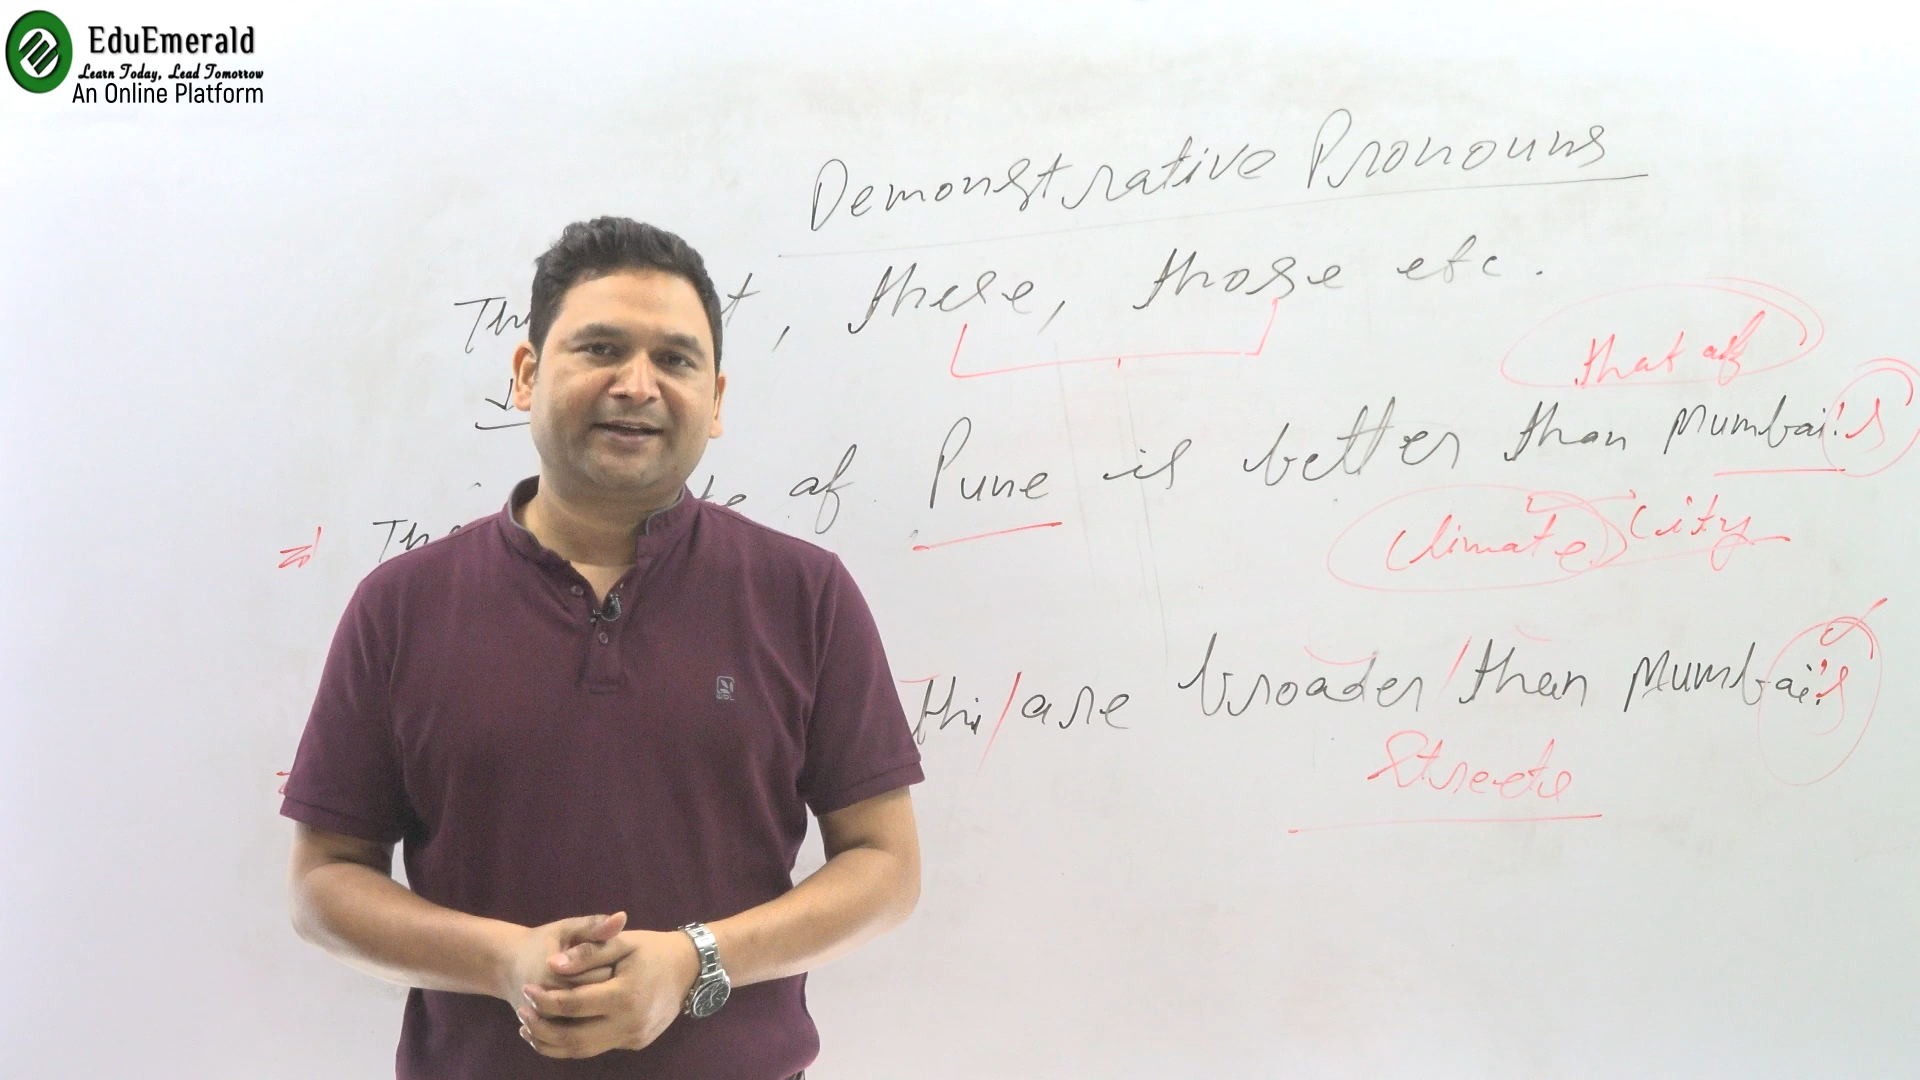 EduEmerald
Learn Today, Lead Tomorrow
An Online Platform
Demonstrative Pronouns
, these, those etc.
that of
of Pune is better than Mumbai's
Climate City
are broader than Mumbai's
Streets